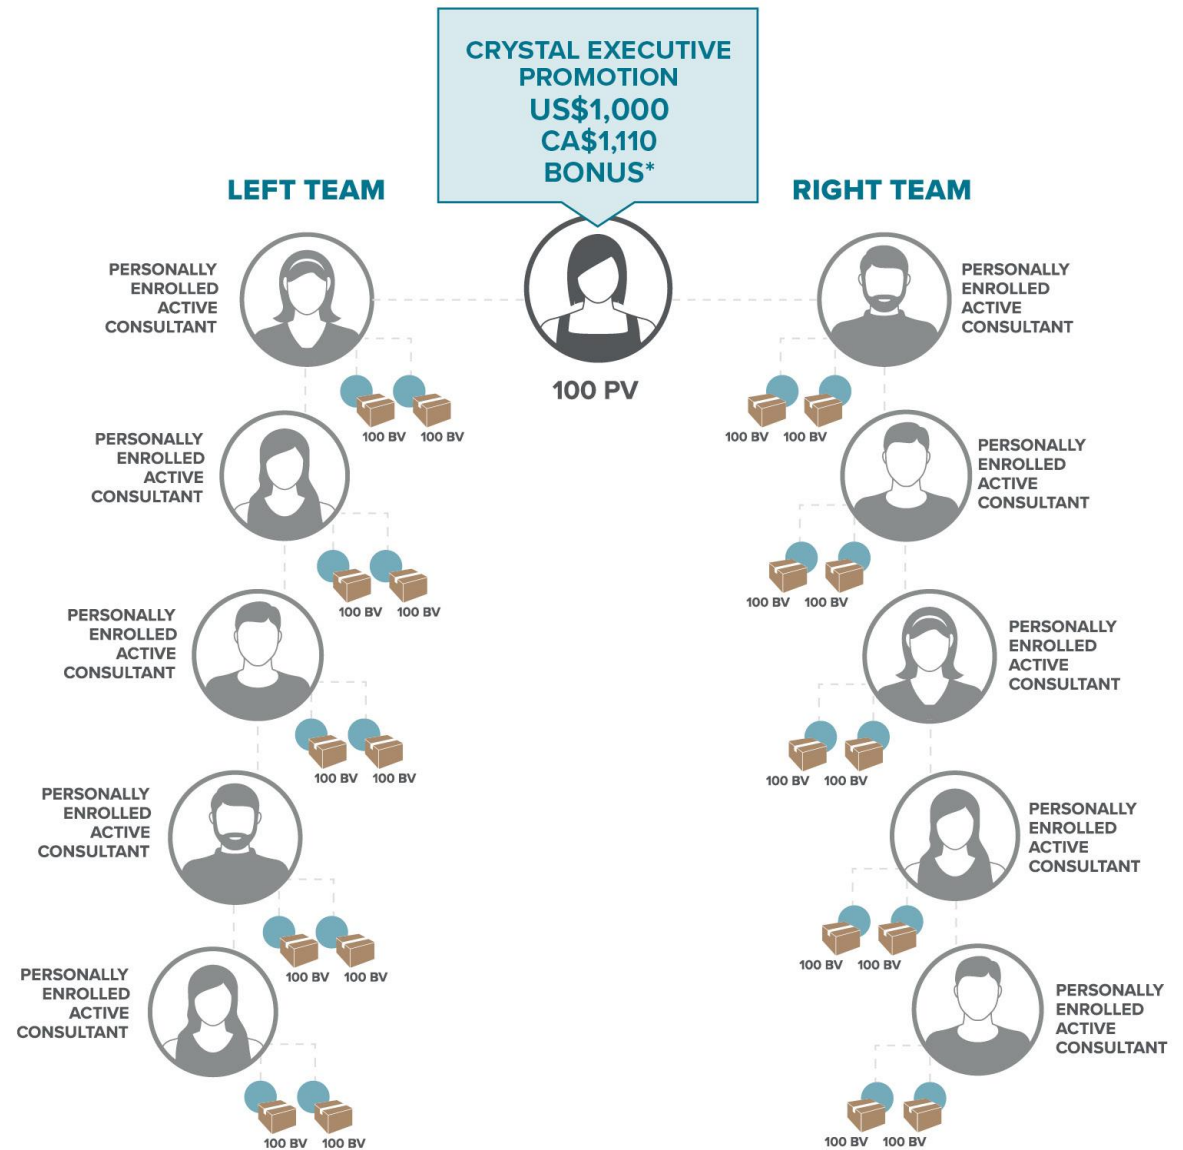 CRYSTAL EXECUTIVE
PROMOTION
US$1,000
CA$1,110
BONUS*
LEFT TEAM
RIGHT TEAM
PERSONALLY
ENROLLED
ACTIVE
CONSULTANT
PERSONALLY
ENROLLED
ACTIVE
CONSULTANT
100 PV
100 BV 100 BV
100 BV 100 BV
PERSONALLY
ENROLLED
ACTIVE
CONSULTANT
PERSONALLY
ENROLLED
ACTIVE
CONSULTANT
100 BV 100 BV
100 BV 100 BV
PERSONALLY
ENROLLED
ACTIVE
CONSULTANT
PERSONALLY
ENROLLED
ACTIVE
CONSULTANT
100 BV 100 BV
100 BV 100 BV
PERSONALLY
ENROLLED
ACTIVE
CONSULTANT
PERSONALLY
ENROLLED
ACTIVE
CONSULTANT
100 BV 100 BV
100 BV 100 BV
PERSONALLY
ENROLLED
ACTIVE
CONSULTANT
PERSONALLY
ENROLLED
ACTIVE
CONSULTANT
100 BV 100 BV
100 BV 100 BV